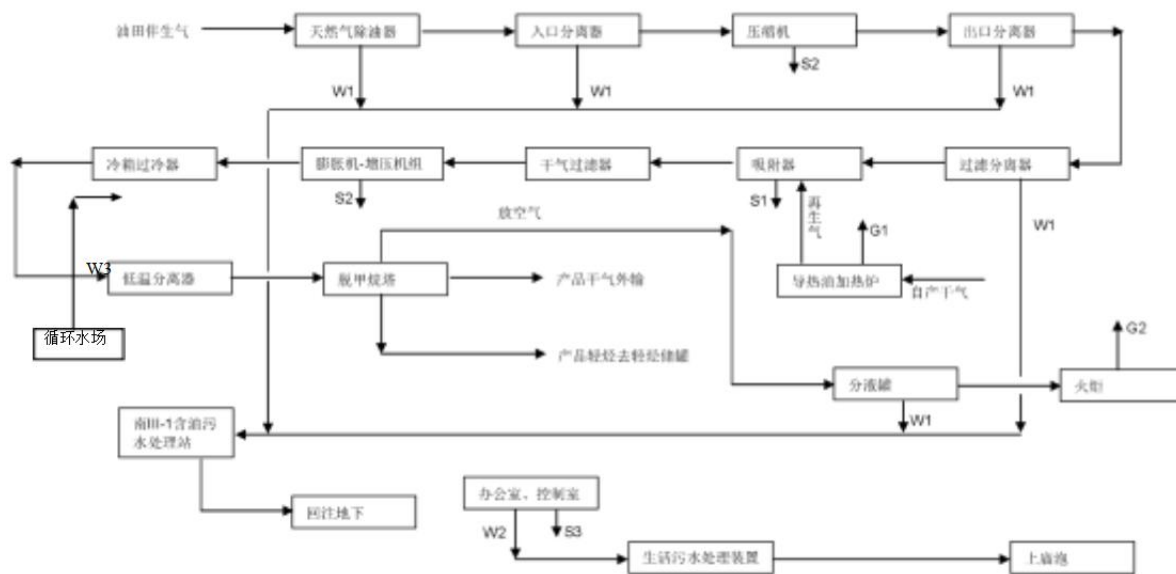 油田伴生气
天然气除油器
入口分离器
压缩机
出口分离器
W1
W1
S2
W1
冷箱过冷器
膨胀机-增压机组
干气过滤器
吸附器
过滤分离器
S2
S1
再生气
W1
放空气
G1
W3
低温分离器
脱甲烷塔
产品干气外输
导热油加热炉
自产干气
循环水场
产品轻烃去轻烃储罐
G2
分液罐
火炬
W1
南III-1含油污
水处理站
回注地下
办公室、控制室
W2
S3
生活污水处理装置
上庙泡